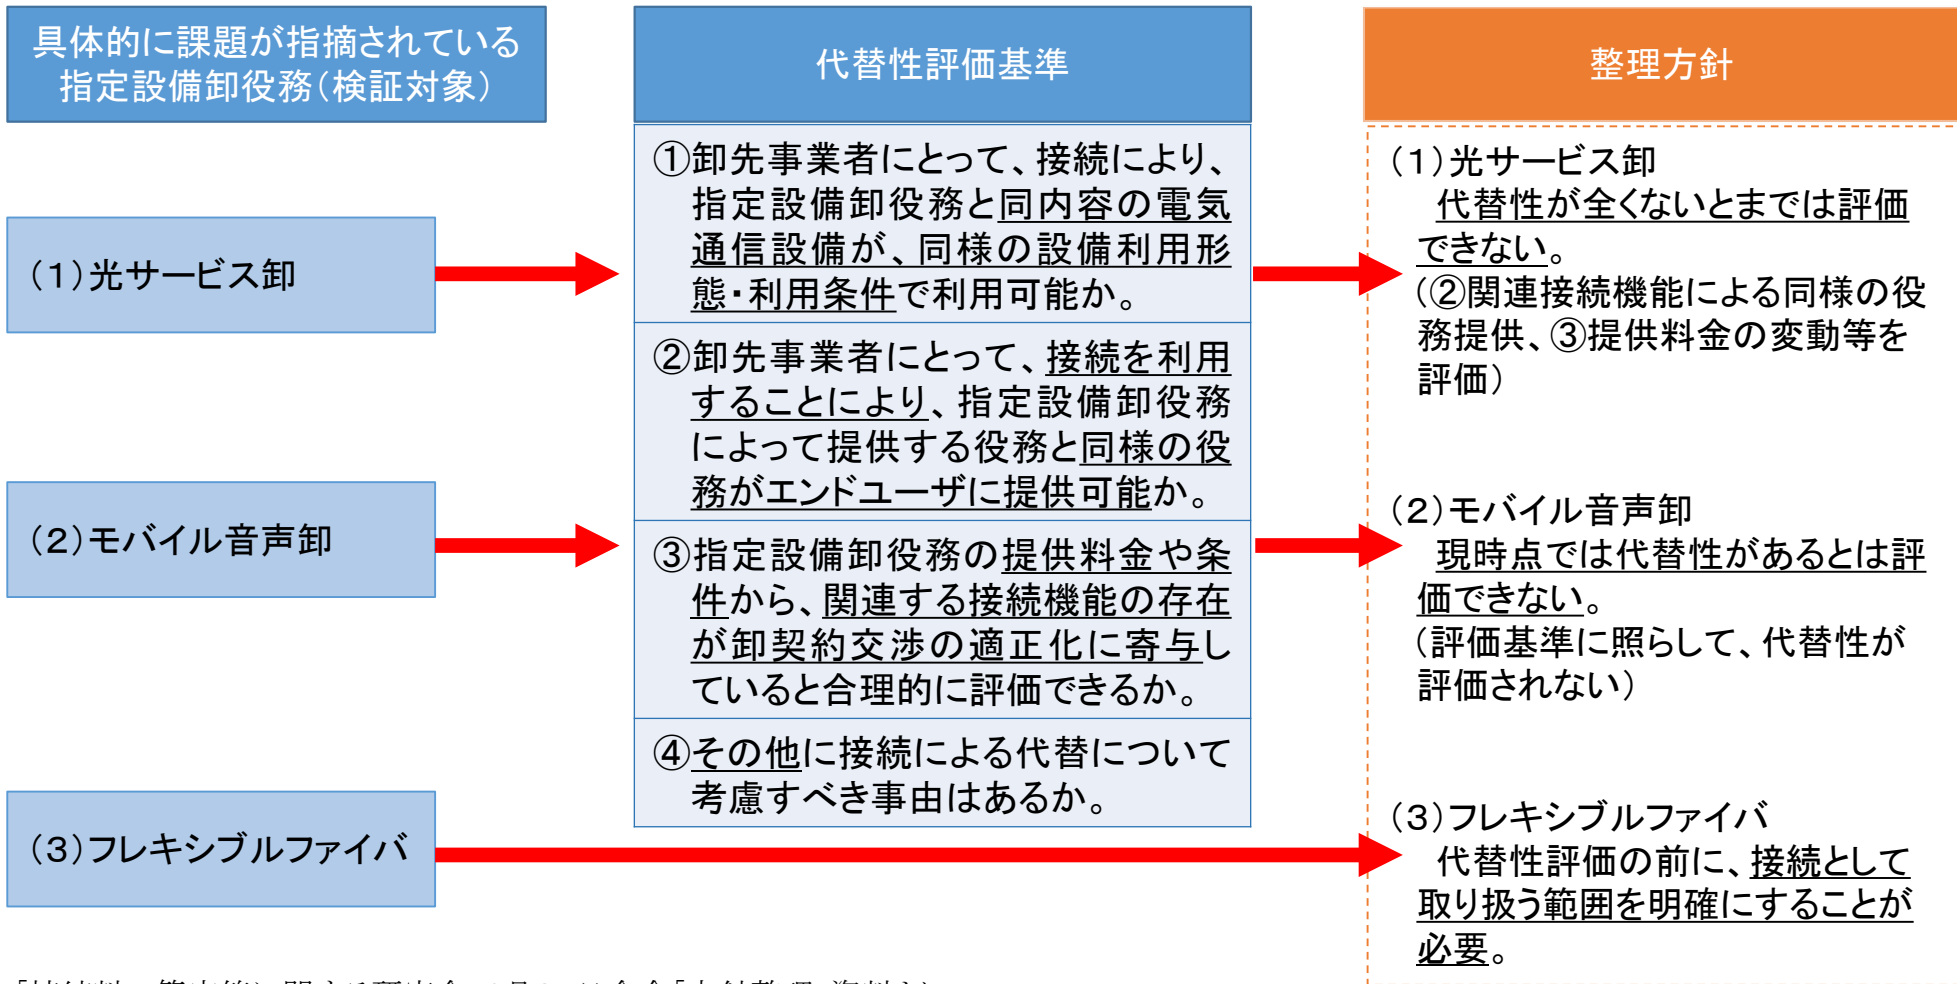 具体的に課題が指摘されている
指定設備卸役務(検証対象)
代替性評価基準
整理方針
(1)光サービス卸
(2)モバイル音声卸
(3)フレキシブルファイバ
①卸先事業者にとって、接続により、
指定設備卸役務と同内容の電気
通信設備が、同様の設備利用形
態・利用条件で利用可能か。
②卸先事業者にとって、接続を利用
することにより、指定設備卸役務
によって提供する役務と同様の役
務がエンドユーザに提供可能か。
③指定設備卸役務の提供料金や条
件から、関連する接続機能の存在
が卸契約交渉の適正化に寄与し
ていると合理的に評価できるか。
④その他に接続による代替について
考慮すべき事由はあるか。
(1)光サービス卸
代替性が全くないとまでは評価
できない。
(②関連接続機能による同様の役
務提供、③提供料金の変動等を
評価)
(2)モバイル音声卸
現時点では代替性があるとは評
価できない。
(評価基準に照らして、代替性が
評価されない)
(3)フレキシブルファイバ
代替性評価の前に、接続として
取り扱う範囲を明確にすることが
必要。